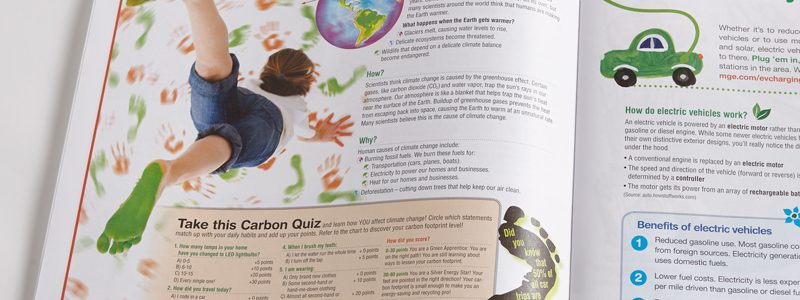 many scientists around the world think that humans are making
the Earth warmer.
What happens when the Earth gets warmer?
Glaciers melt, causing water levels to rise.
Delicate ecosystems become threatened.
Wildlife that depend on a delicate climate balance
become endangered.
How?
Scientists think climate change is caused by the greenhouse effect. Certain
gases, like carbon dioxide (CO₂) and water vapor, trap the sun's rays in our
atmosphere. Our atmosphere is like a blanket that helps trap the sun's heat
near the surface of the Earth. Buildup of greenhouse gases prevents the heat
from escaping back into space, causing the Earth to warm at an unnatural rate.
Many scientists believe this is the cause of climate change.
Why?
Human causes of climate change include:
Burning fossil fuels. We burn these fuels for:
Transportation (cars, planes, boats).
Electricity to power our homes and businesses.
Heat for our homes and businesses.
Deforestation – cutting down trees that help keep our air clean.
Take this Carbon Quiz and learn how YOU affect climate change! Circle which statements
match up with your daily habits and add up your points. Refer to the chart to discover your carbon footprint level!
1. How many lamps in your home
have you changed to LED lightbulbs?
A) 0-5 +5 points
B) 6-10 +10 points
C) 10-15 +20 points
D) Every single one! +30 points
2. How did you travel today?
A) I rode in a car +0 points
4. When I brush my teeth:
A) I let the water run the whole time +0 points
B) I turn off the tap +5 points
5. I am wearing:
A) Only brand new clothes +0 points
B) Some second-hand or +10 points
hand-me-down clothing
C) Almost all second-hand or +20 points
How did you score?
0-30 points You are a Green Apprentice: You are
on the right path! You are still learning about
ways to lessen your carbon footprint.
30-80 points You are a Silver Energy Star! Your
feet are pointed in the right direction! Your car-
bon footprint is small enough to make you an
energy-saving and recycling pro!
Did
you
know
that
50% of
all car
trips are
Whether it's to reduce
vehicles or to use more
and solar, electric vehi
to there. Plug 'em in,
stations in the area. W
mge.com/evcharging
How do electric vehicles work?
An electric vehicle is powered by an electric motor rather than
gasoline or diesel engine. While some newer electric vehicles h
their own distinctive exterior designs, you'll really notice the di
under the hood.
• A conventional engine is replaced by an electric motor
• The speed and direction of the vehicle (forward or reverse) is
determined by a controller
• The motor gets its power from an array of rechargeable bat
(Source: auto.howstuffworks.com)
Benefits of electric vehicles
1 Reduced gasoline use. Most gasoline co
from foreign sources. Electricity generation
uses domestic fuels.
2 Lower fuel costs. Electricity is less expen
per mile driven than gasoline or diesel fu